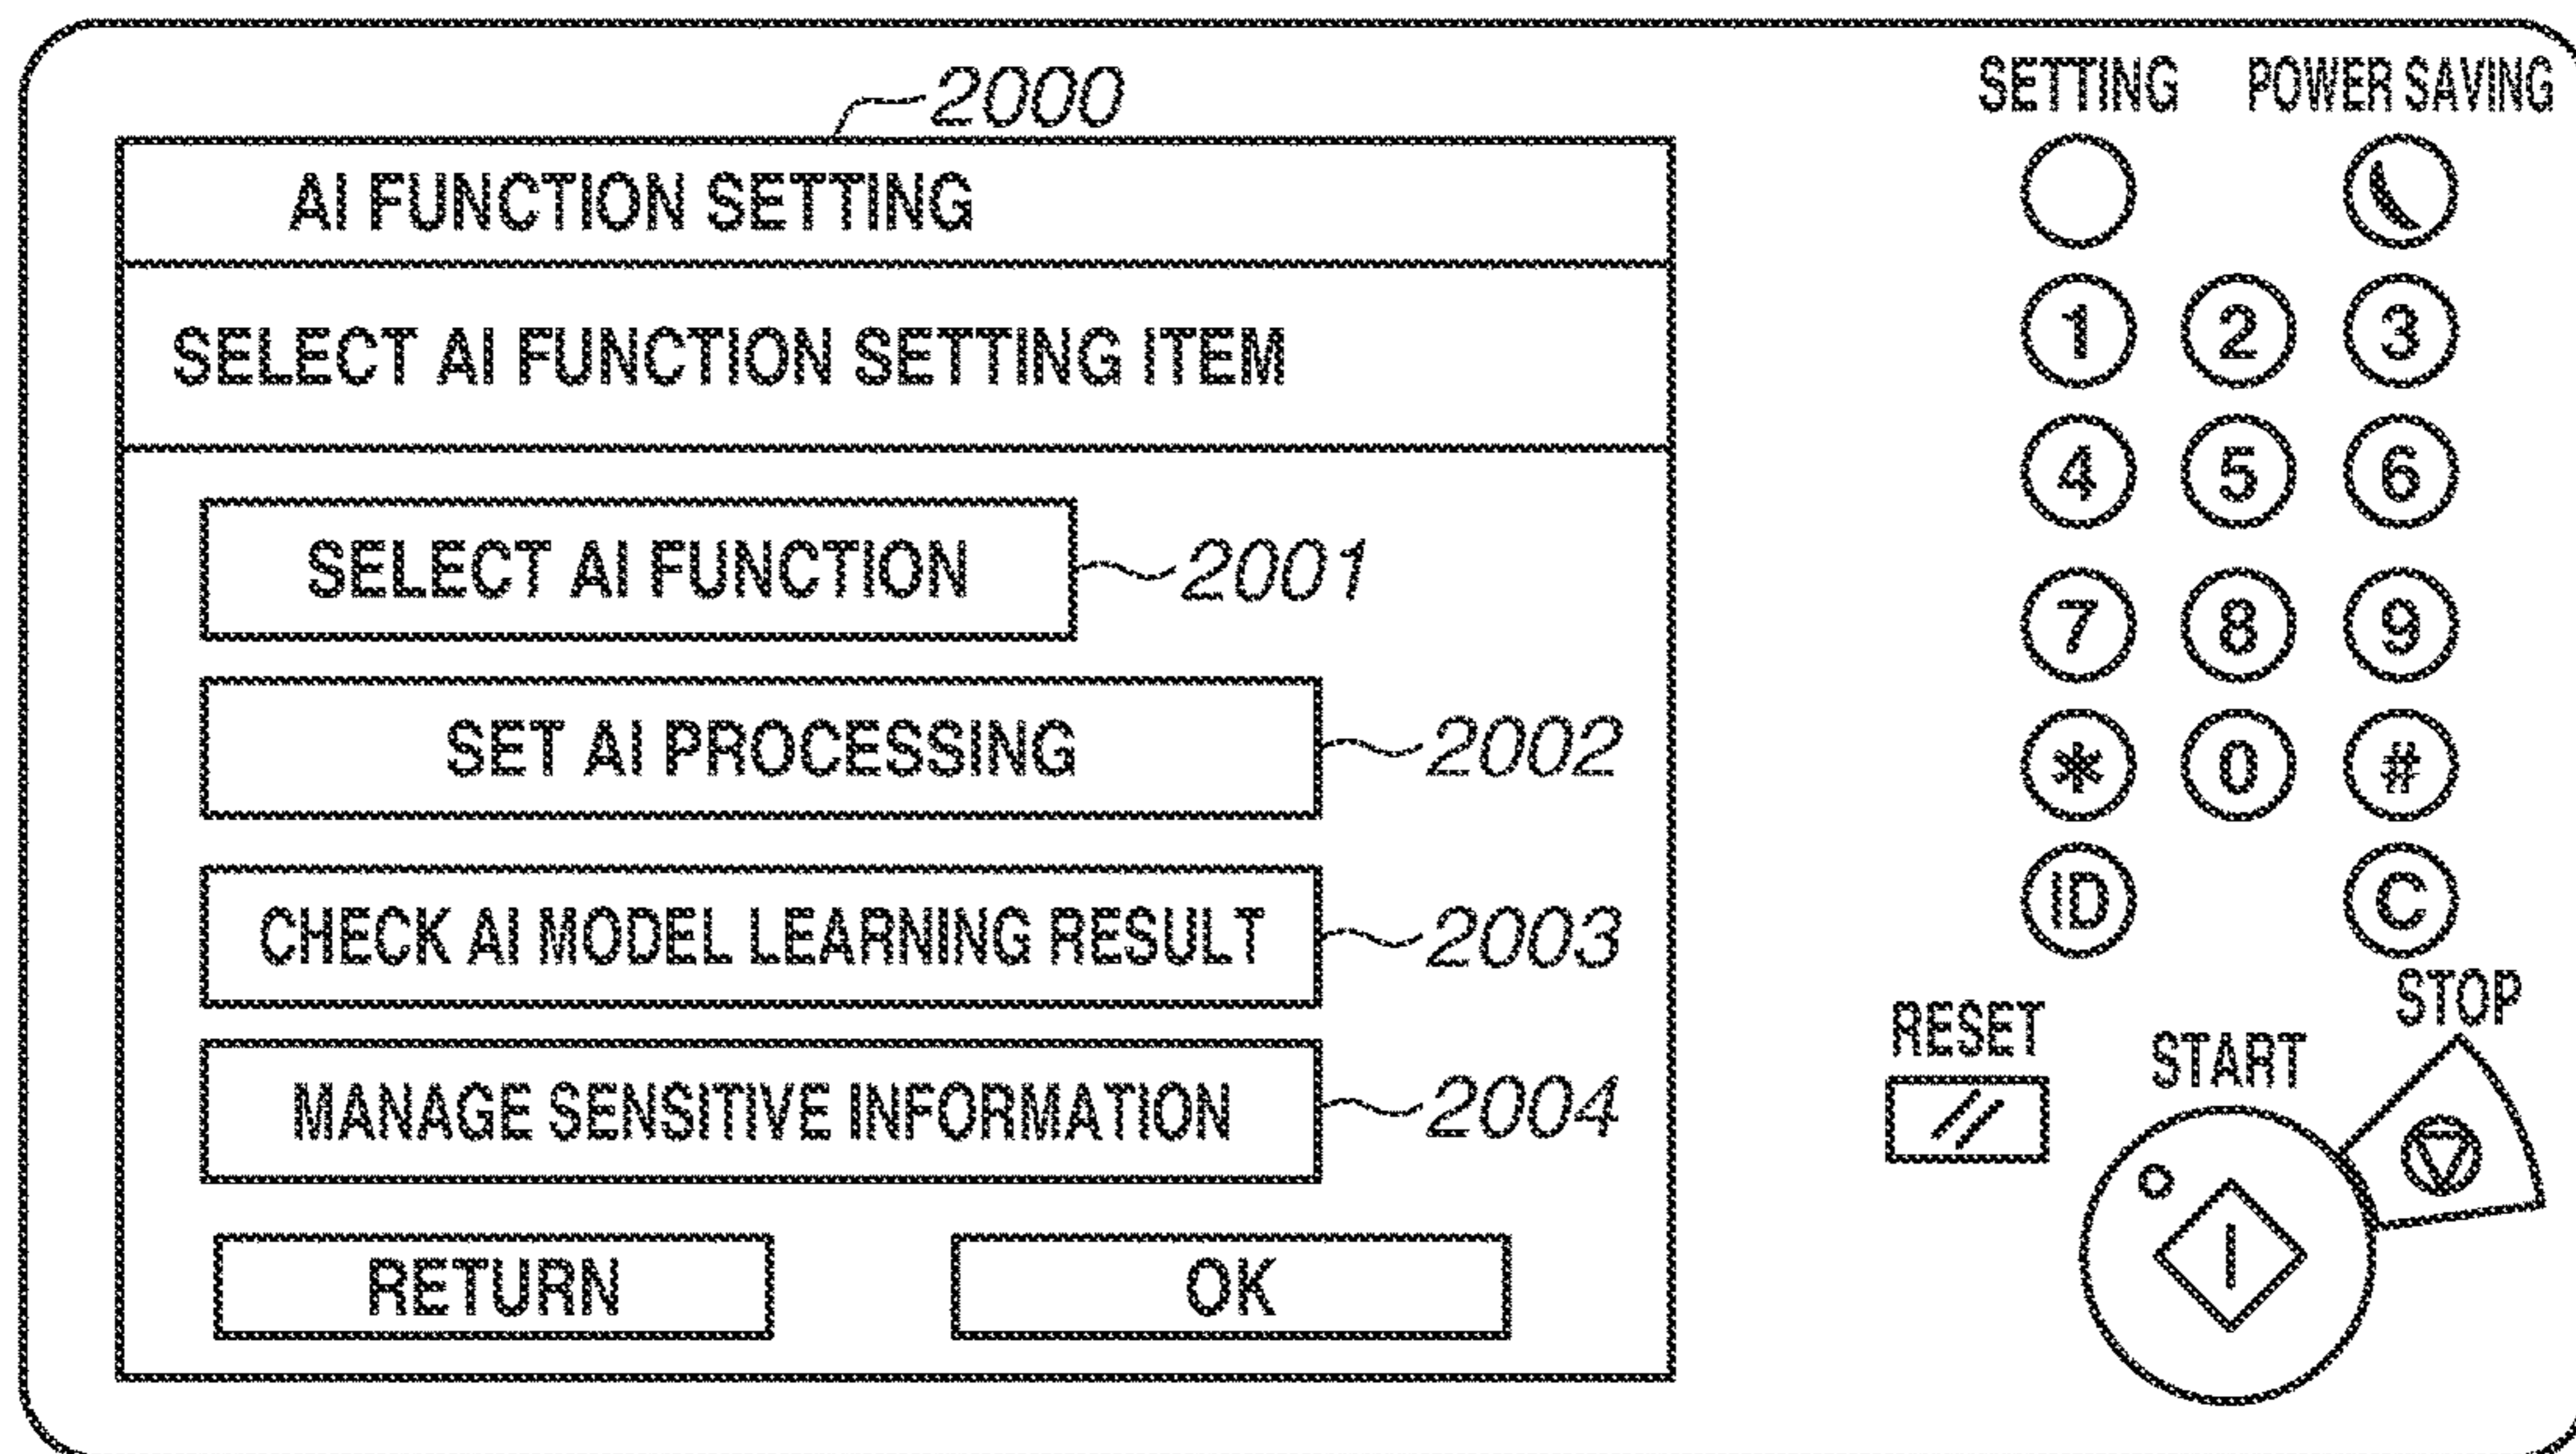 2000
AI FUNCTION SETTING
SELECT AI FUNCTION SETTING ITEM
SELECT AI FUNCTION 2001
SET AI PROCESSING 2002
CHECK AI MODEL LEARNING RESULT 2003
MANAGE SENSITIVE INFORMATION 2004
RETURN OK
SETTING POWER SAVING
1 2 3
4 5 6
7 8 9
* 0 #
ID C
RESET START STOP